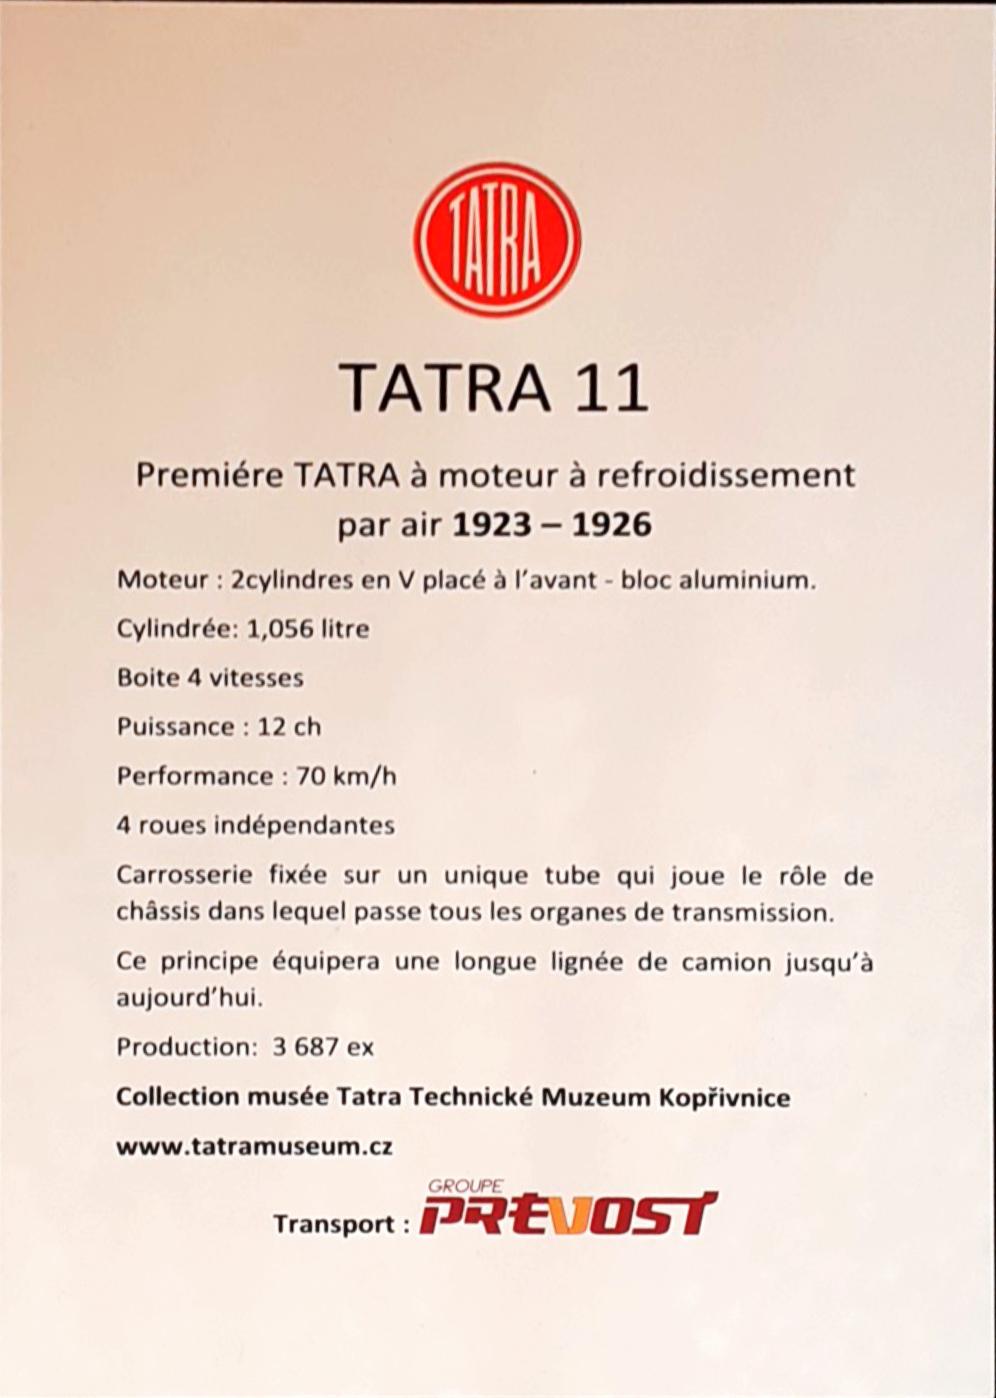 TATRA
TATRA 11
Premiére TATRA à moteur à refroidissement
par air 1923 – 1926
Moteur : 2cylindres en V placé à l'avant - bloc aluminium.
Cylindrée: 1,056 litre
Boite 4 vitesses
Puissance : 12 ch
Performance : 70 km/h
4 roues indépendantes
Carrosserie fixée sur un unique tube qui joue le rôle de
châssis dans lequel passe tous les organes de transmission.
Ce principe équipera une longue lignée de camion jusqu'à
aujourd'hui.
Production: 3 687 ex
Collection musée Tatra Technické Muzeum Kopřivnice
www.tatramuseum.cz
GROUPE
Transport : PREVOST